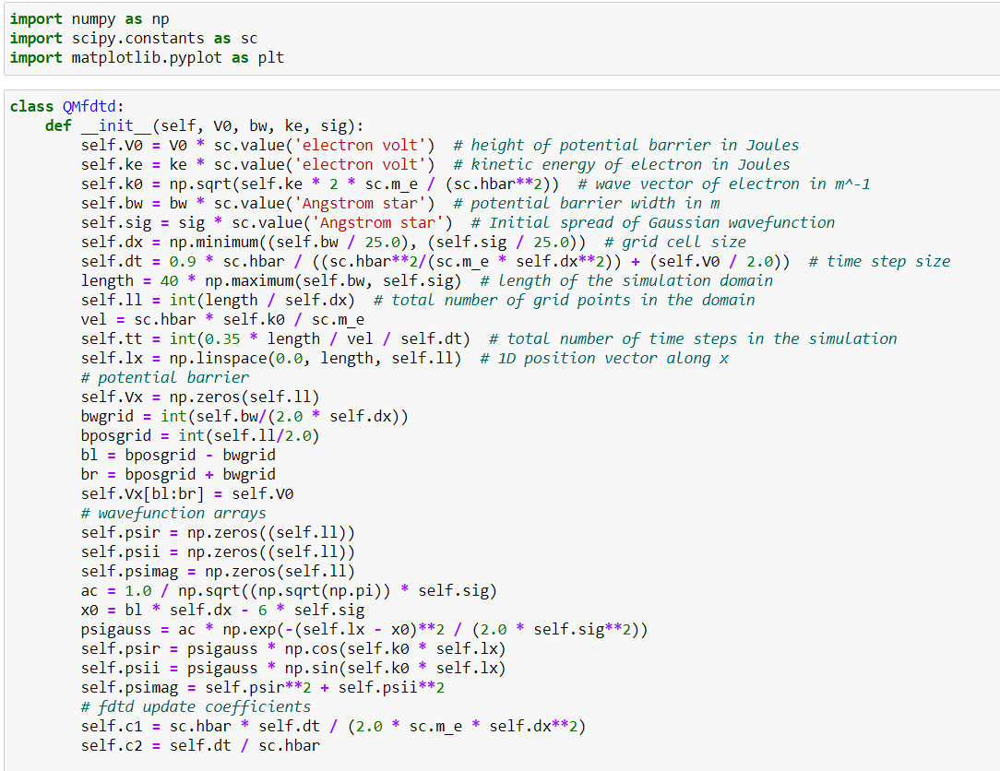 import numpy as np
import scipy.constants as sc
import matplotlib.pyplot as plt
class QMfdtd:
    def __init__(self, V0, bw, ke, sig):
        self.V0 = V0 * sc.value('electron volt')  # height of potential barrier in Joules
        self.ke = ke * sc.value('electron volt')  # kinetic energy of electron in Joules
        self.k0 = np.sqrt(self.ke * 2 * sc.m_e / (sc.hbar**2))  # wave vector of electron in m^-1
        self.bw = bw * sc.value('Angstrom star')  # potential barrier width in m
        self.sig = sig * sc.value('Angstrom star')  # Initial spread of Gaussian wavefunction
        self.dx = np.minimum((self.bw / 25.0), (self.sig / 25.0))  # grid cell size
        self.dt = 0.9 * sc.hbar / ((sc.hbar**2/(sc.m_e * self.dx**2)) + (self.V0 / 2.0))  # time step size
        length = 40 * np.maximum(self.bw, self.sig)  # length of the simulation domain
        self.ll = int(length / self.dx)  # total number of grid points in the domain
        vel = sc.hbar * self.k0 / sc.m_e
        self.tt = int(0.35 * length / vel / self.dt)  # total number of time steps in the simulation
        self.lx = np.linspace(0.0, length, self.ll)  # 1D position vector along x
        # potential barrier
        self.Vx = np.zeros(self.ll)
        bwgrid = int(self.bw/(2.0 * self.dx))
        bposgrid = int(self.ll/2.0)
        bl = bposgrid - bwgrid
        br = bposgrid + bwgrid
        self.Vx[bl:br] = self.V0
        # wavefunction arrays
        self.psir = np.zeros((self.ll))
        self.psii = np.zeros((self.ll))
        self.psimag = np.zeros(self.ll)
        ac = 1.0 / np.sqrt((np.sqrt(np.pi)) * self.sig)
        x0 = bl * self.dx - 6 * self.sig
        psigauss = ac * np.exp(-(self.lx - x0)**2 / (2.0 * self.sig**2))
        self.psir = psigauss * np.cos(self.k0 * self.lx)
        self.psii = psigauss * np.sin(self.k0 * self.lx)
        self.psimag = self.psir**2 + self.psii**2
        # fdtd update coefficients
        self.c1 = sc.hbar * self.dt / (2.0 * sc.m_e * self.dx**2)
        self.c2 = self.dt / sc.hbar